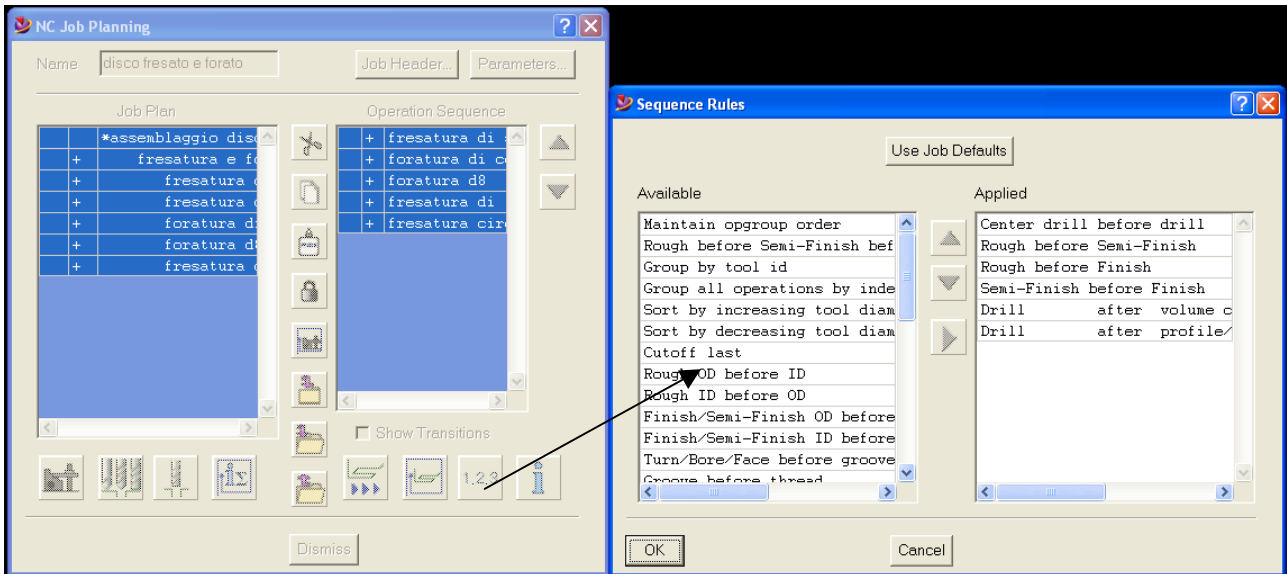 NC Job Planning
Name disco fresato e forato Job Header... Parameters...
Job Plan
*assemblaggio disc
+ fresatura e fo
+ fresatura
+ fresatura
+ foratura di
+ foratura d8
+ fresatura
Operation Sequence
+ fresatura di
+ foratura di c
+ foratura d8
+ fresatura di
+ fresatura circ
Show Transitions
1,2,3
Dismiss
Sequence Rules
Use Job Defaults
Available
Maintain opgroup order
Rough before Semi-Finish bef
Group by tool id
Group all operations by inde
Sort by increasing tool diam
Sort by decreasing tool diam
Cutoff last
Rough OD before ID
Rough ID before OD
Finish/Semi-Finish OD before
Finish/Semi-Finish ID before
Turn/Bore/Face before groove
Groove before thread
Applied
Center drill before drill
Rough before Semi-Finish
Rough before Finish
Semi-Finish before Finish
Drill after volume c
Drill after profile/
OK Cancel